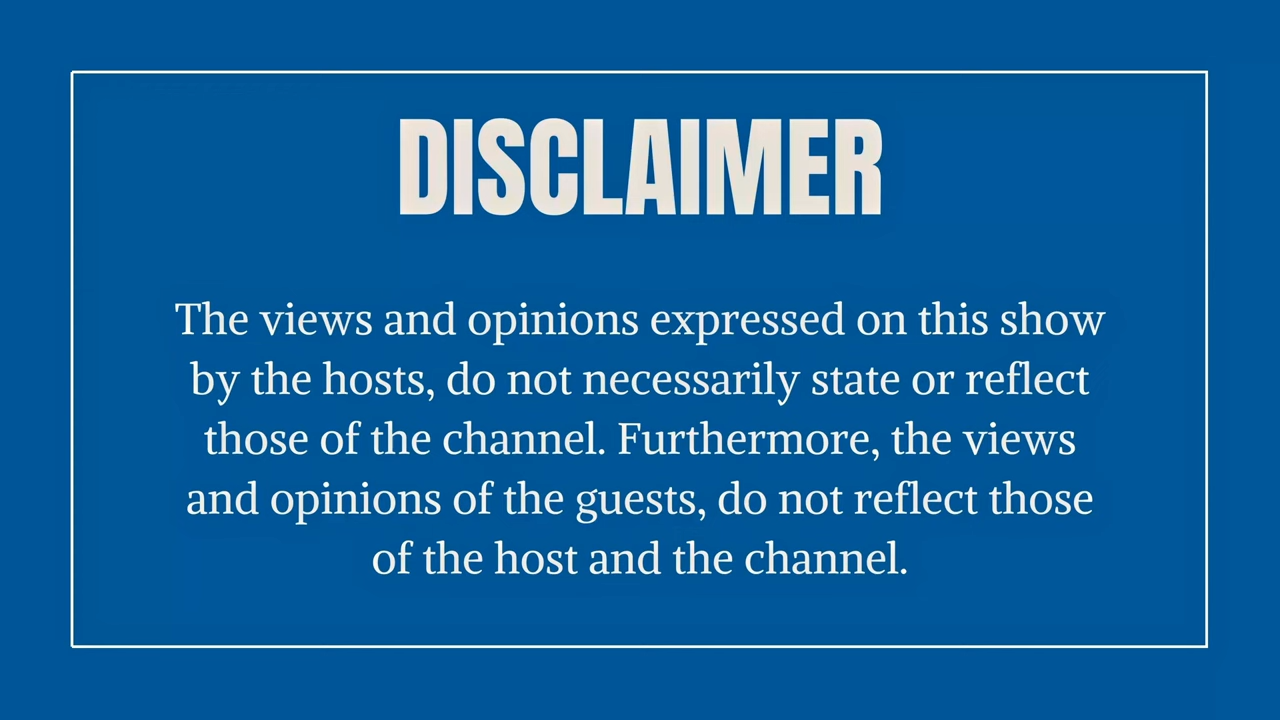 DISCLAIMER
The views and opinions expressed on this show
by the hosts, do not necessarily state or reflect
those of the channel. Furthermore, the views
and opinions of the guests, do not reflect those
of the host and the channel.